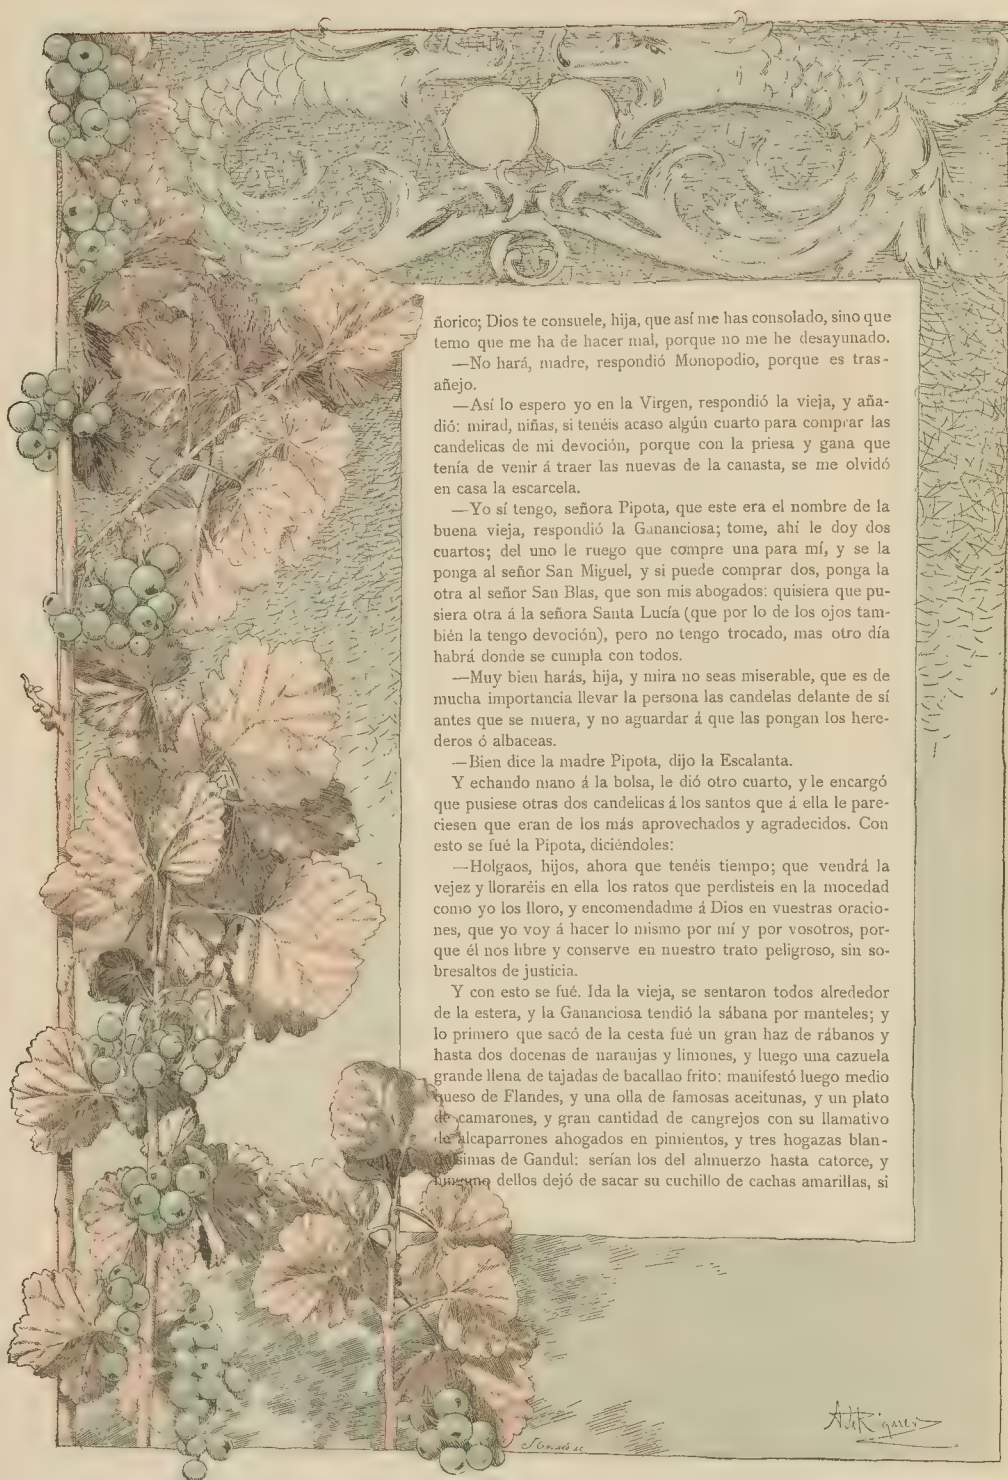 ñorico; Dios te consuele, hija, que así me has consolado, sino que
temo que me ha de hacer mal, porque no me he desayunado.
—No hará, madre, respondió Monopodio, porque es tras-
añejo.
—Así lo espero yo en la Virgen, respondió la vieja, y aña-
dió: mirad, niñas, si tenéis acaso algún cuarto para comprar las
candelicas de mi devoción, porque con la priesa y gana que
tenía de venir á traer las nuevas de la canasta, se me olvidó
en casa la escarcela.
—Yo sí tengo, señora Pipota, que este era el nombre de la
buena vieja, respondió la Gananciosa; tome, ahí le doy dos
cuartos; del uno le ruego que compre una para mí, y se la
ponga al señor San Miguel, y si puede comprar dos, ponga la
otra al señor San Blas, que son mis abogados: quisiera que pu-
siera otra á la señora Santa Lucía (que por lo de los ojos tam-
bién la tengo devoción), pero no tengo trocado, mas otro día
habrá donde se cumpla con todos.
—Muy bien harás, hija, y mira no seas miserable, que es de
mucha importancia llevar la persona las candelas delante de sí
antes que se muera, y no aguardar á que las pongan los here-
deros ó albaceas.
—Bien dice la madre Pipota, dijo la Escalanta.
Y echando mano á la bolsa, le dió otro cuarto, y le encargó
que pusiese otras dos candelicas á los santos que á ella le pare-
ciesen que eran de los más aprovechados y agradecidos. Con
esto se fué la Pipota, diciéndoles:
—Holgaos, hijos, ahora que tenéis tiempo; que vendrá la
vejez y lloraréis en ella los ratos que perdisteis en la mocedad
como yo los lloro, y encomendadme á Dios en vuestras oracio-
nes, que yo voy á hacer lo mismo por mí y por vosotros, por-
que él nos libre y conserve en nuestro trato peligroso, sin so-
bresaltos de justicia.
Y con esto se fué. Ida la vieja, se sentaron todos alrededor
de la estera, y la Gananciosa tendió la sábana por manteles; y
lo primero que sacó de la cesta fué un gran haz de rábanos y
hasta dos docenas de naranjas y limones, y luego una cazuela
grande llena de tajadas de bacallao frito: manifestó luego medio
queso de Flandes, y una olla de famosas aceitunas, y un plato
de camarones, y gran cantidad de cangrejos con su llamativo
de alcaparrones ahogados en pimientos, y tres hogazas blan-
quísimas de Gandul: serían los del almuerzo hasta catorce, y
ninguno dellos dejó de sacar su cuchillo de cachas amarillas, si